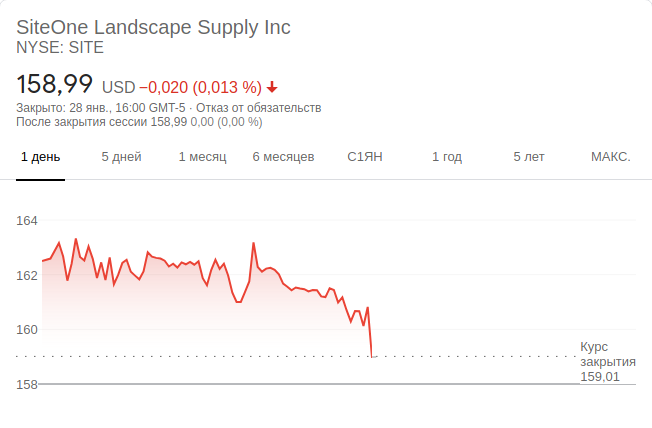 SiteOne Landscape Supply Inc
NYSE: SITE
158,99 USD −0,020 (0,013 %)
Закрыто: 28 янв., 16:00 GMT-5 · Отказ от обязательств
После закрытия сессии 158,99 0,00 (0,00 %)
1 день 5 дней 1 месяц 6 месяцев С1ЯН 1 год 5 лет МАКС.
164
162
160
Курс
закрытия
159,01
158